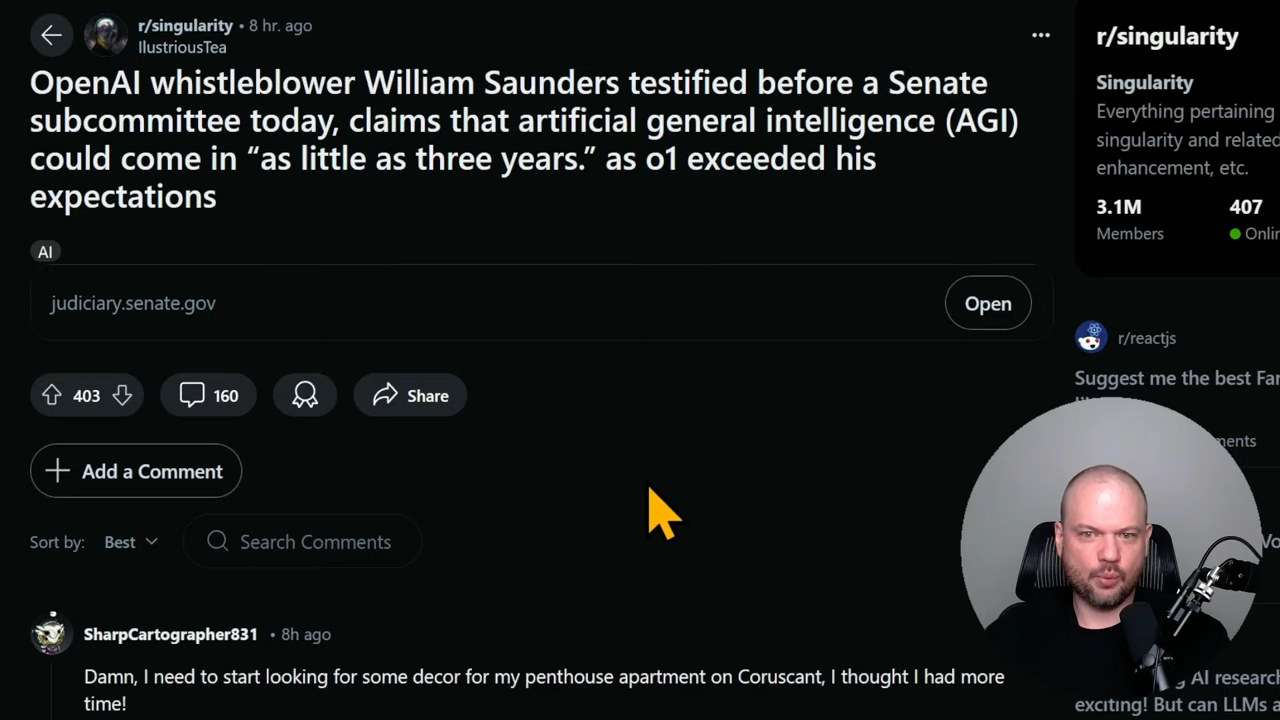 r/singularity • 8 hr. ago
IlustriousTea
OpenAI whistleblower William Saunders testified before a Senate
subcommittee today, claims that artificial general intelligence (AGI)
could come in “as little as three years.” as o1 exceeded his
expectations
AI
judiciary.senate.gov
Open
403
160
Share
Add a Comment
Sort by: Best
Search Comments
SharpCartographer831 • 8h ago
Damn, I need to start looking for some decor for my penthouse apartment on Coruscant, I thought I had more
time!
r/singularity
Singularity
Everything pertaining
singularity and related
enhancement, etc.
3.1M 407
Members
r/reactjs
Suggest me the best
AI
exciting! But can LLMs